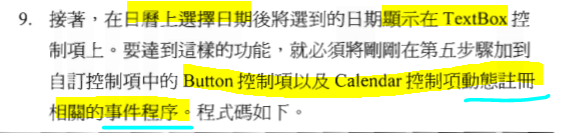 9. 接著，在日曆上選擇日期後將選到的日期顯示在 TextBox 控
制項上。要達到這樣的功能，就必須將剛剛在第五步驟加到
自訂控制項中的 Button 控制項以及 Calendar 控制項動態註冊
相關的事件程序。程式碼如下。